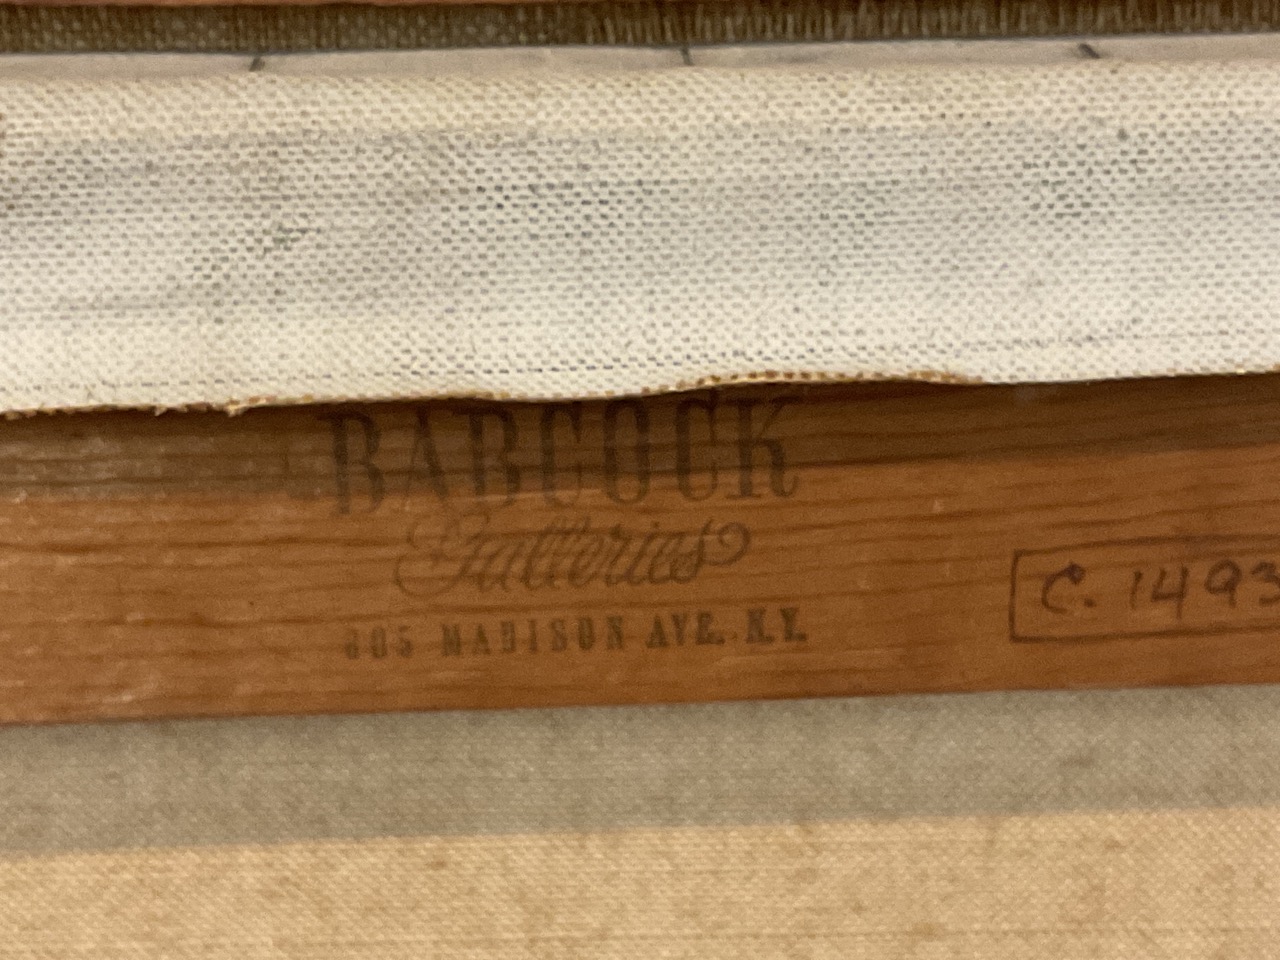 BABCOCK
Galleries
805 MADISON AVE. N.Y.
C. 1493